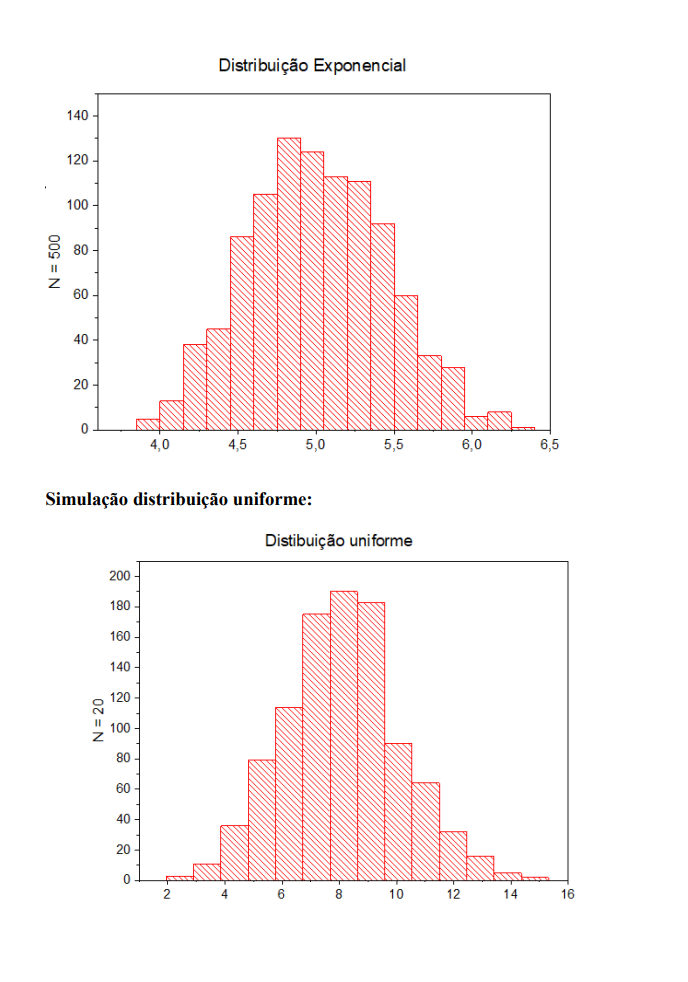 Distribuição Exponencial
140
120
100
80
60
40
20
0
N = 500
4,0 4,5 5,0 5,5 6,0 6,5
Simulação distribuição uniforme:
Distibuição uniforme
200
180
160
140
120
100
80
60
40
20
0
N = 20
2 4 6 8 10 12 14 16